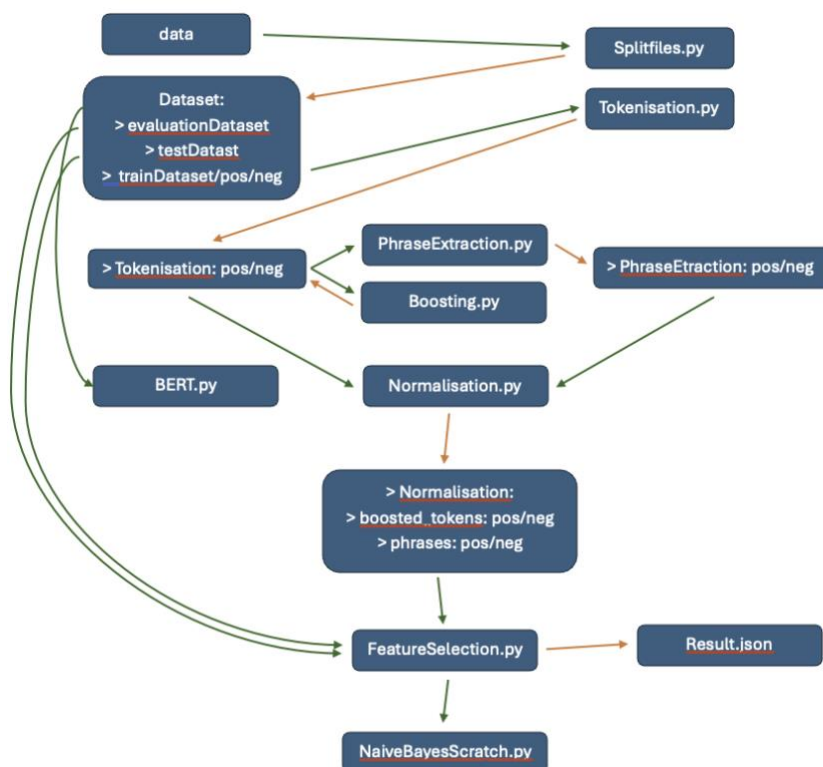 data
Splitfiles.py
Dataset:
> evaluationDataset
> testDatast
> trainDataset/pos/neg
Tokenisation.py
> Tokenisation: pos/neg
PhraseExtraction.py
> PhraseEtraction: pos/neg
Boosting.py
BERT.py
Normalisation.py
> Normalisation:
> boosted_tokens: pos/neg
> phrases: pos/neg
FeatureSelection.py
Result.json
NaiveBayesScratch.py